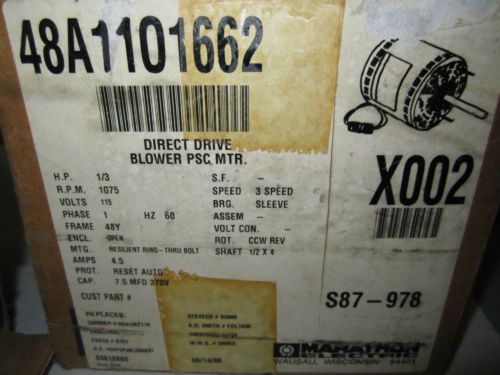 48A1101662
DIRECT DRIVE
BLOWER PSC MTR.
X002
H.P. 1/3
R.P.M. 1075
VOLTS 115
PHASE 1 HZ 60
FRAME 48Y
ENCL. OPEN
MTG. RESILIENT RING-THRU BOLT
AMPS 4.5
PROT. RESET AUTO
CAP. 7.5 MFD 370V
S.F. -
SPEED 3 SPEED
BRG. SLEEVE
ASSEM -
VOLT CON. -
ROT. CCW REV
SHAFT 1/2 X 4
CUST PART #
S87-978
REPLACES:
MARATHON
ELECTRIC
WAUSAU, WISCONSIN 54401